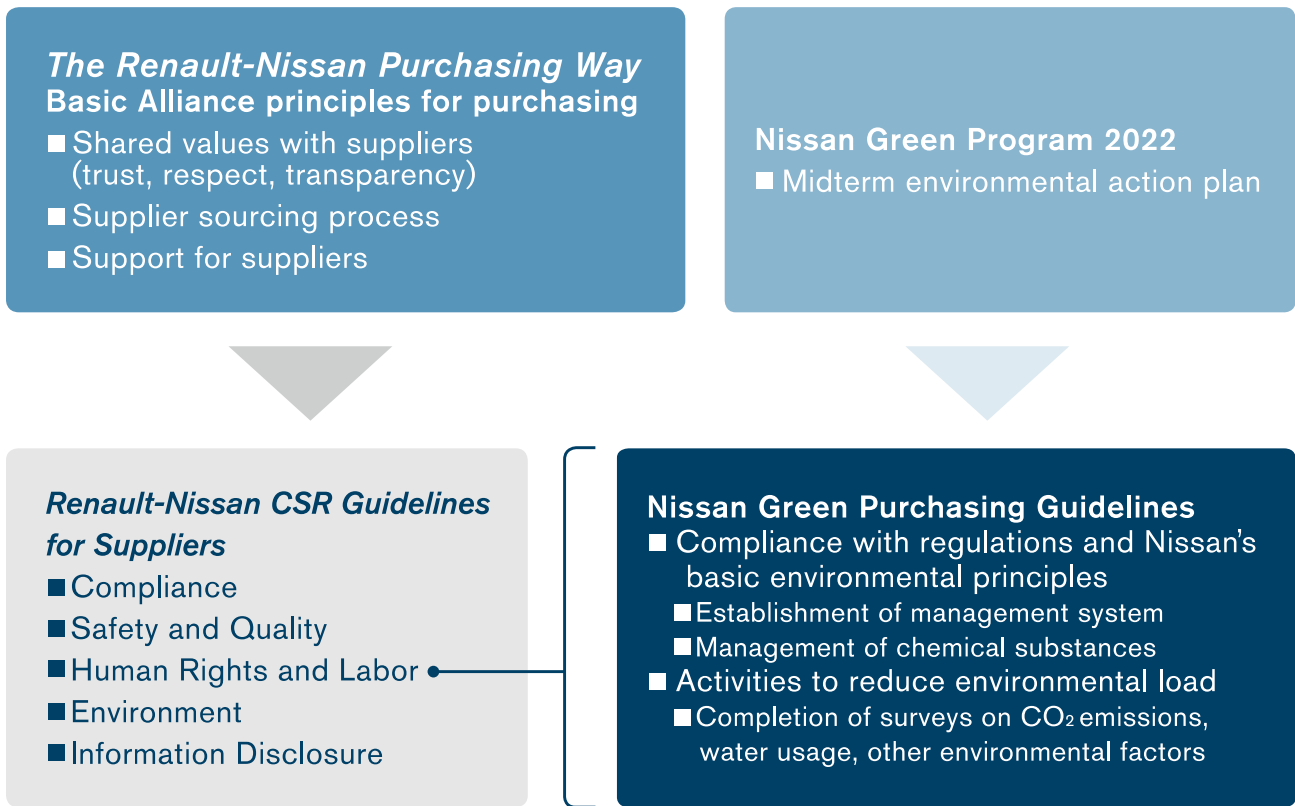 The Renault-Nissan Purchasing Way
Basic Alliance principles for purchasing
■ Shared values with suppliers
(trust, respect, transparency)
■ Supplier sourcing process
■ Support for suppliers
Nissan Green Program 2022
■ Midterm environmental action plan
Renault-Nissan CSR Guidelines
for Suppliers
■ Compliance
■ Safety and Quality
■ Human Rights and Labor
■ Environment
■ Information Disclosure
Nissan Green Purchasing Guidelines
■ Compliance with regulations and Nissan's
basic environmental principles
■ Establishment of management system
■ Management of chemical substances
■ Activities to reduce environmental load
■ Completion of surveys on CO₂ emissions,
water usage, other environmental factors